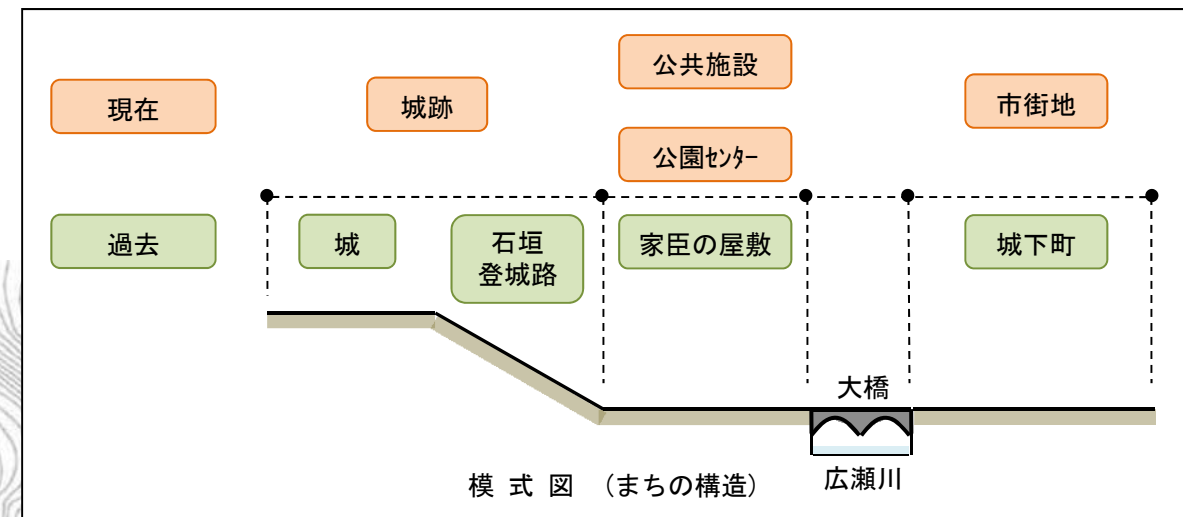 公共施設
現在
城跡
市街地
公園ｾﾝﾀｰ
過去
城
石垣
登城路
家臣の屋敷
城下町
大橋
広瀬川
模 式 図 （まちの構造）